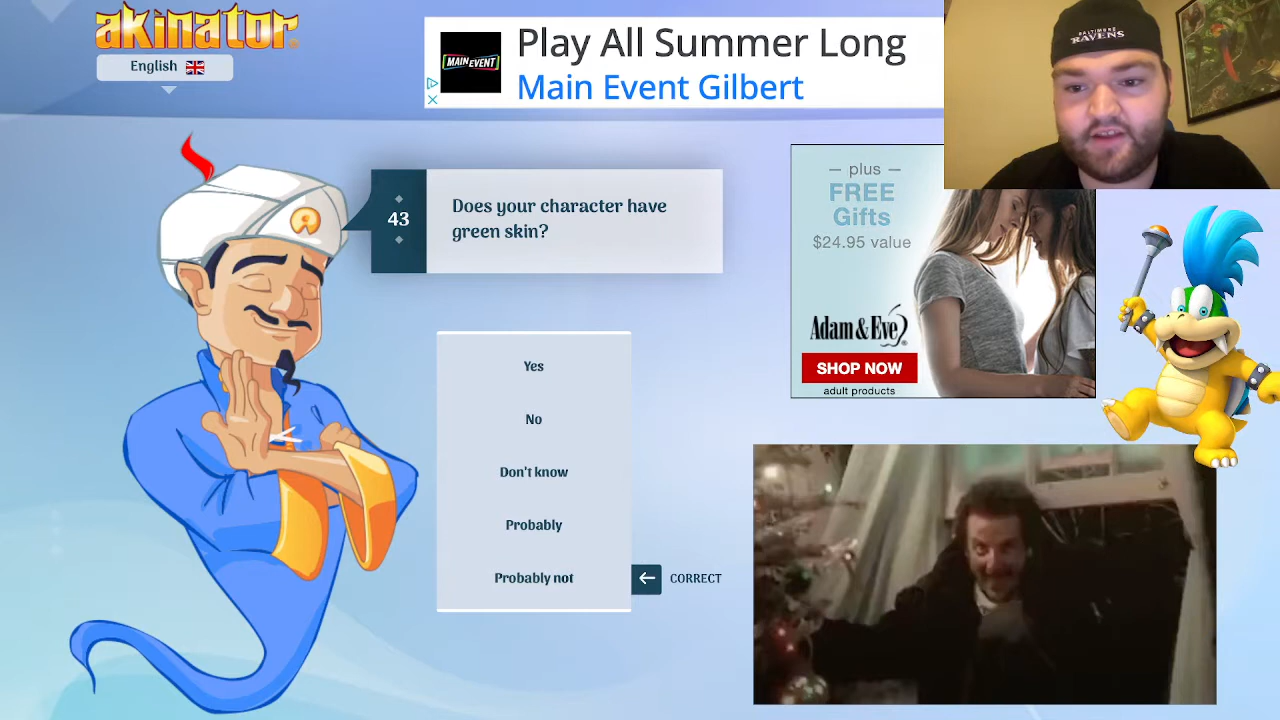 akinator
English
Play All Summer Long
Main Event Gilbert
MAIN EVENT
BALTIMORE
RAVENS
43
Does your character have
green skin?
— plus —
FREE
Gifts
$24.95 value
Adam & Eve
SHOP NOW
adult products
Yes
No
Don't know
Probably
Probably not
CORRECT